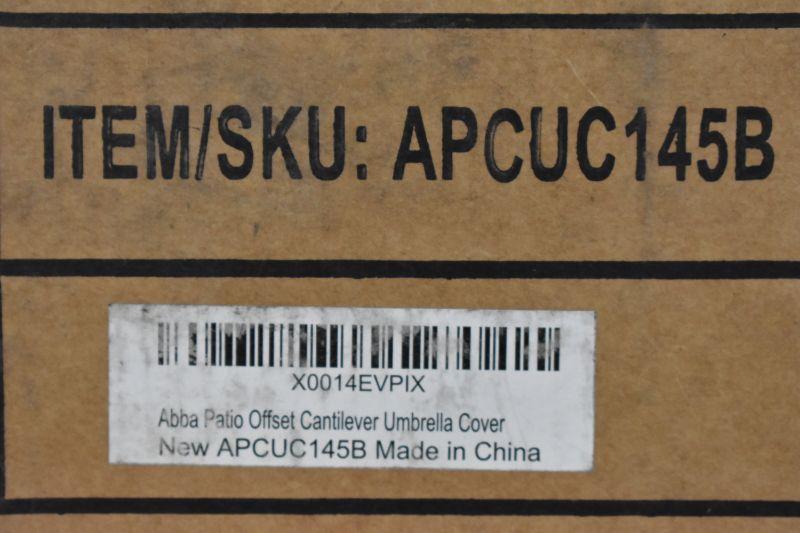 ITEM/SKU: APCUC145B
X0014EVPIX
Abba Patio Offset Cantilever Umbrella Cover
New APCUC145B Made in China